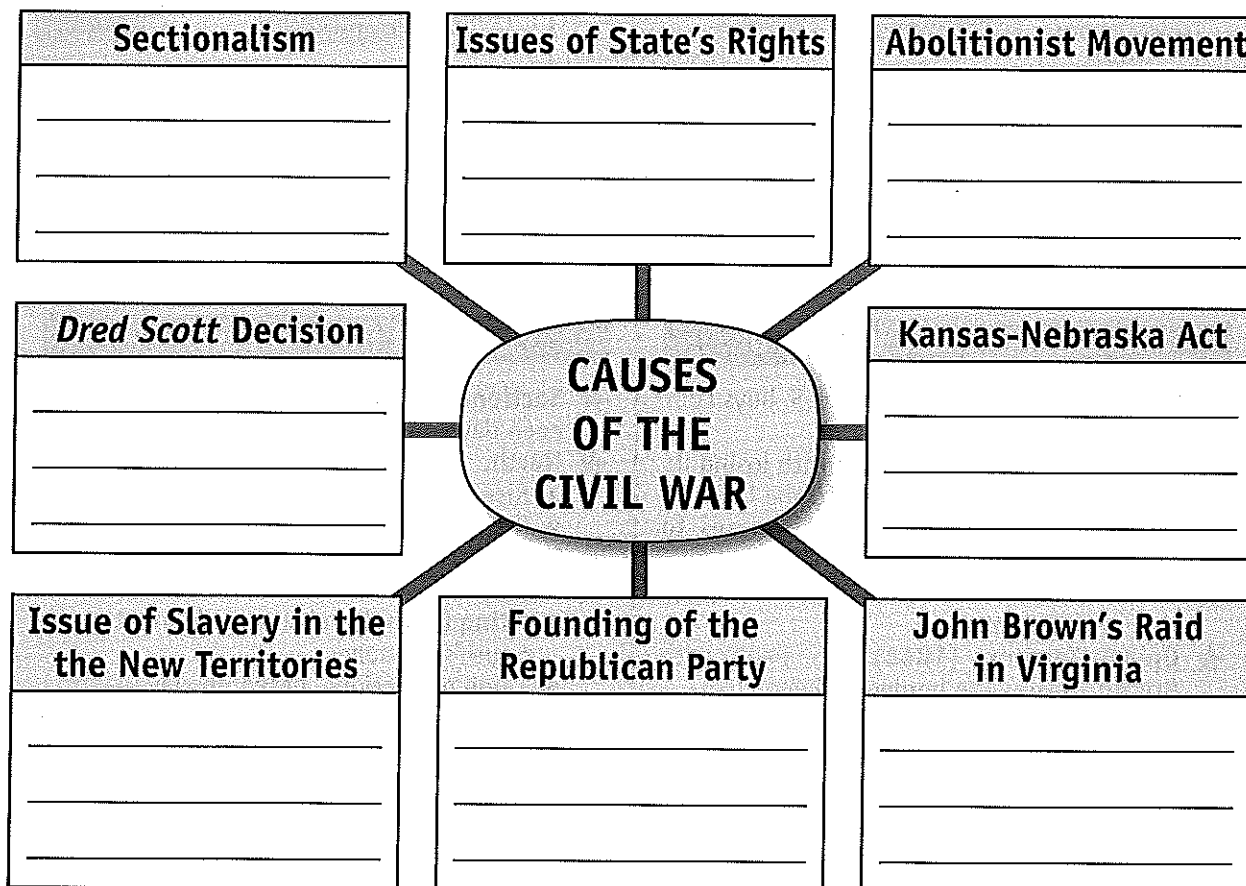 Sectionalism
Issues of State's Rights
Abolitionist Movement
Dred Scott Decision
CAUSES
OF THE
CIVIL WAR
Kansas-Nebraska Act
Issue of Slavery in the
the New Territories
Founding of the
Republican Party
John Brown's Raid
in Virginia